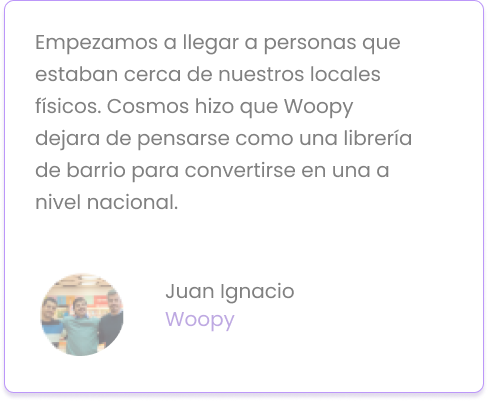 Empezamos a llegar a personas que
estaban cerca de nuestros locales
físicos. Cosmos hizo que Woopy
dejara de pensarse como una librería
de barrio para convertirse en una a
nivel nacional.
Juan Ignacio
Woopy